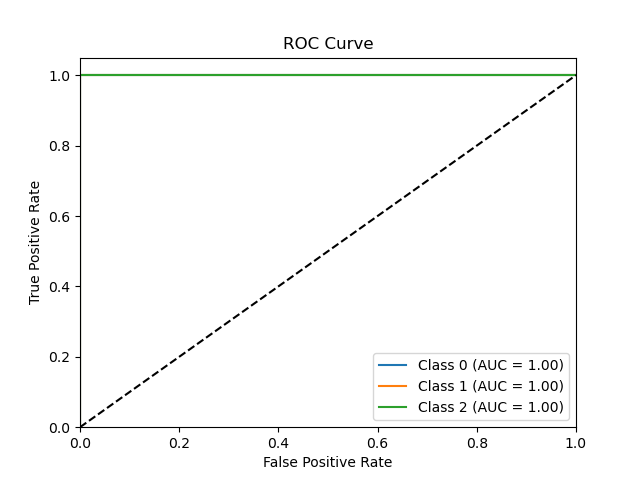 ROC Curve
True Positive Rate
1.0
0.8
0.6
0.4
0.2
0.0
Class 0 (AUC = 1.00)
Class 1 (AUC = 1.00)
Class 2 (AUC = 1.00)
0.0 0.2 0.4 0.6 0.8 1.0
False Positive Rate